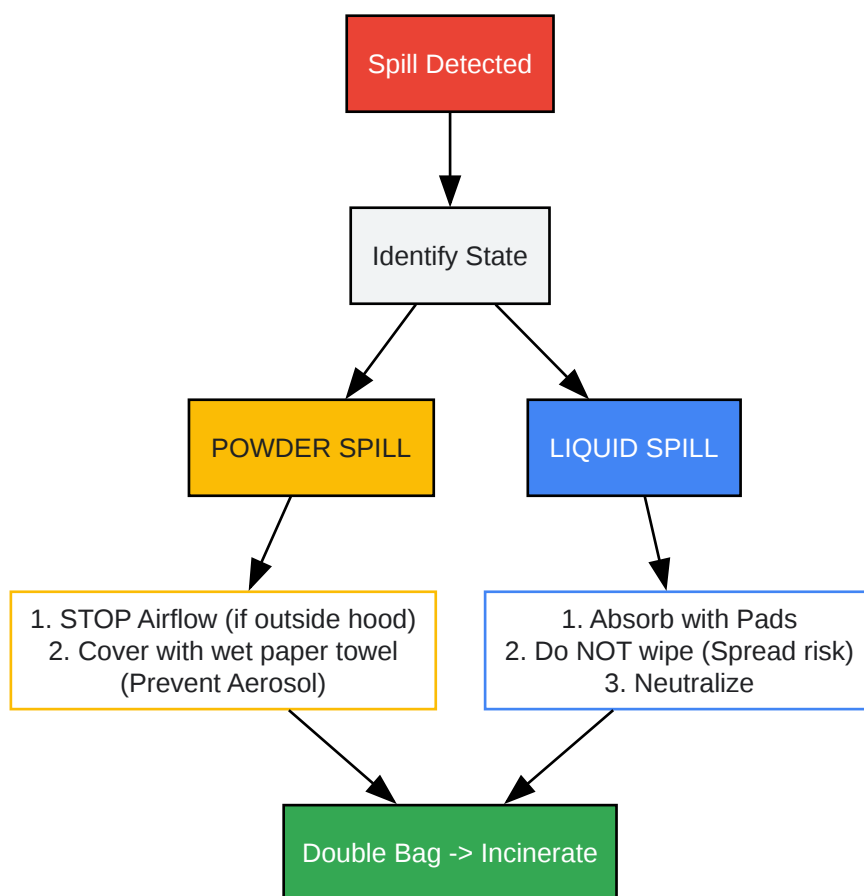 Spill Detected
Identify State
POWDER SPILL
LIQUID SPILL
1. STOP Airflow (if outside hood)
2. Cover with wet paper towel
(Prevent Aerosol)
1. Absorb with Pads
2. Do NOT wipe (Spread risk)
3. Neutralize
Double Bag -> Incinerate